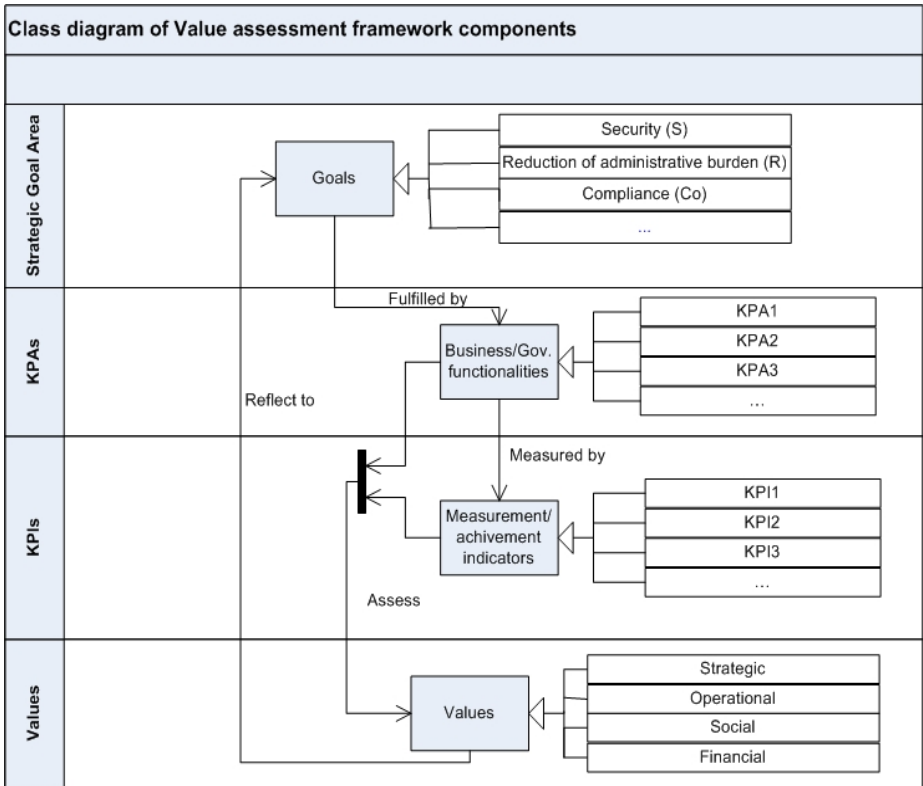 Class diagram of Value assessment framework components
Strategic Goal Area
Goals
Security (S)
Reduction of administrative burden (R)
Compliance (Co)
...
Fulfilled by
KPAs
Business/Gov.
functionalities
KPA1
KPA2
KPA3
...
Reflect to
Measured by
KPIs
Measurement/
achivement
indicators
KPI1
KPI2
KPI3
...
Assess
Values
Values
Strategic
Operational
Social
Financial